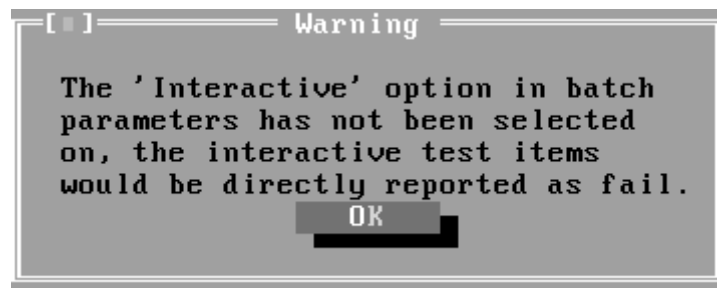 [■] Warning
The 'Interactive' option in batch
parameters has not been selected
on, the interactive test items
would be directly reported as fail.
OK